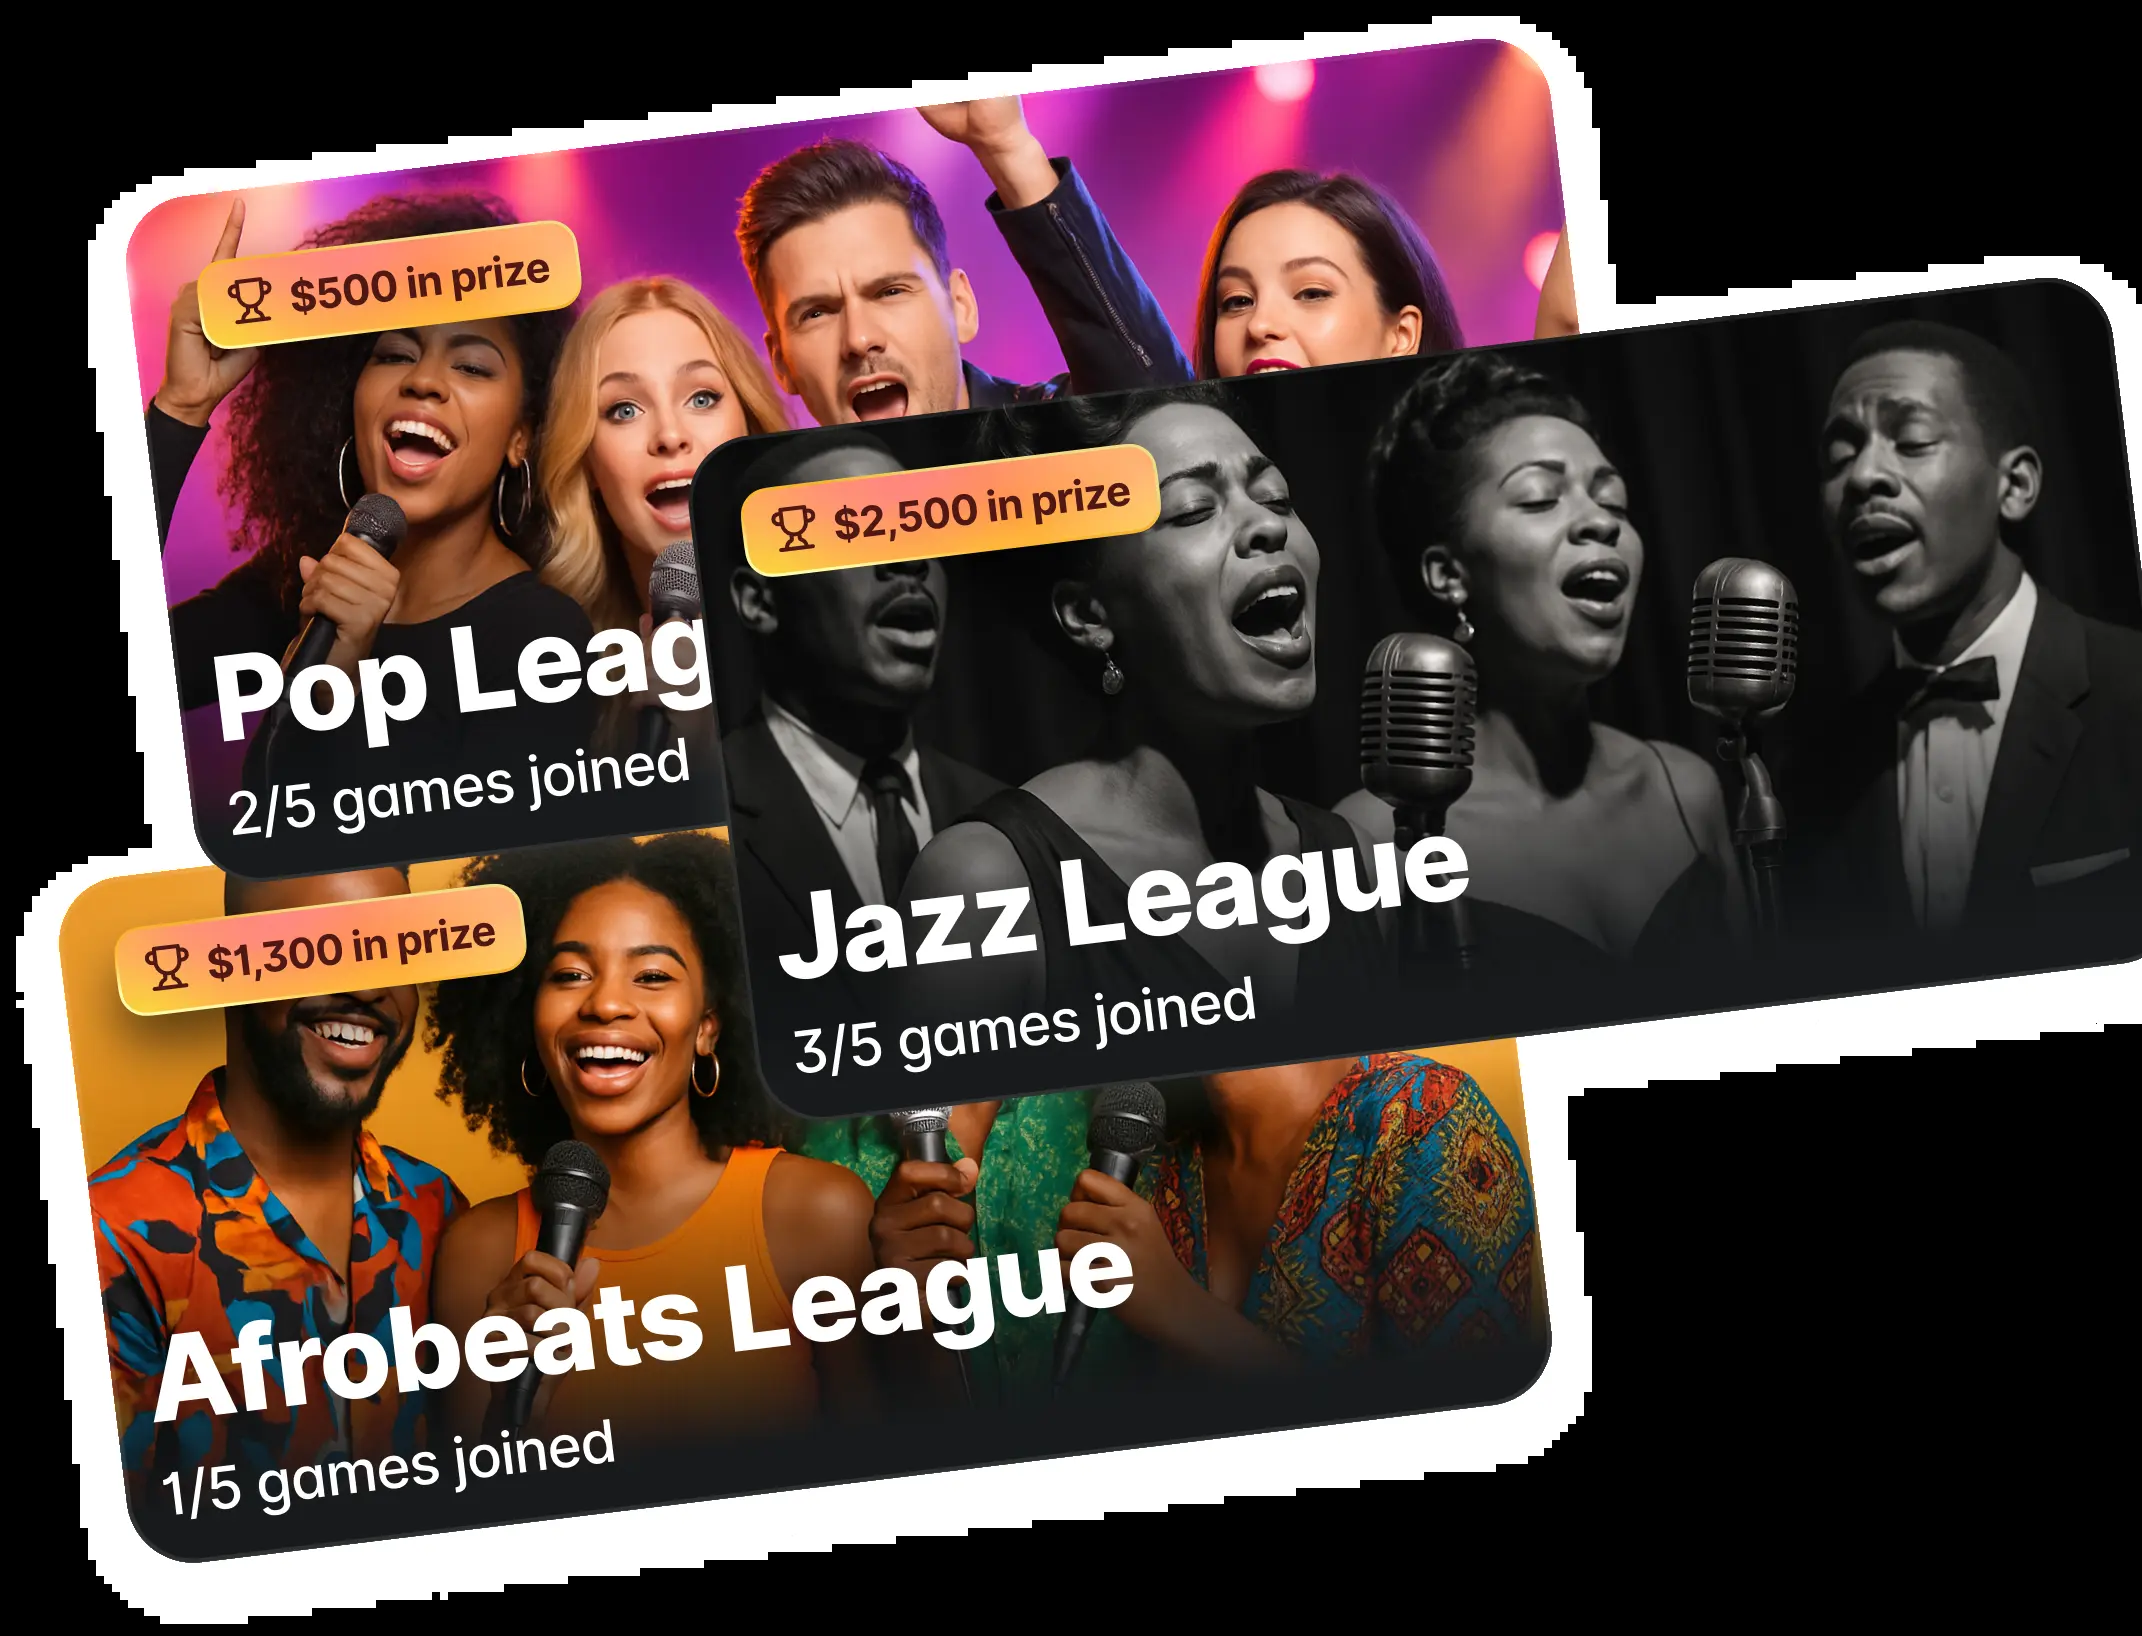 $500 in prize
Pop Leag
2/5 games joined
$2,500 in prize
Jazz League
3/5 games joined
$1,300 in prize
Afrobeats League
1/5 games joined